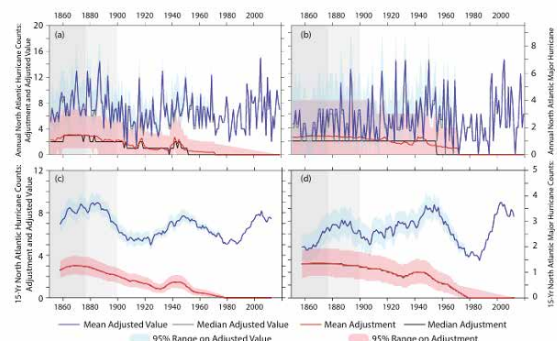 1860 1880 1900 1920 1940 1960 1980 2000 1860 1880 1900 1920 1940 1960 1980 2000
Annual North Atlantic Hurricane Counts:
Adjustment and Adjusted Value
20
16
12
8
4
0
(a)
(b)
8
6
4
2
0
Annual North Atlantic Major Hurricane
15-Yr North Atlantic Hurricane Counts:
Adjustment and Adjusted Value
12
8
4
0
(c)
(d)
5
4
3
2
1
0
15-Yr North Atlantic Major Hurricane
1860 1880 1900 1920 1940 1960 1980 2000 1860 1880 1900 1920 1940 1960 1980 2000
Mean Adjusted Value Median Adjusted Value Mean Adjustment Median Adjustment
95% Range on Adjusted Value 95% Range on Adjustment